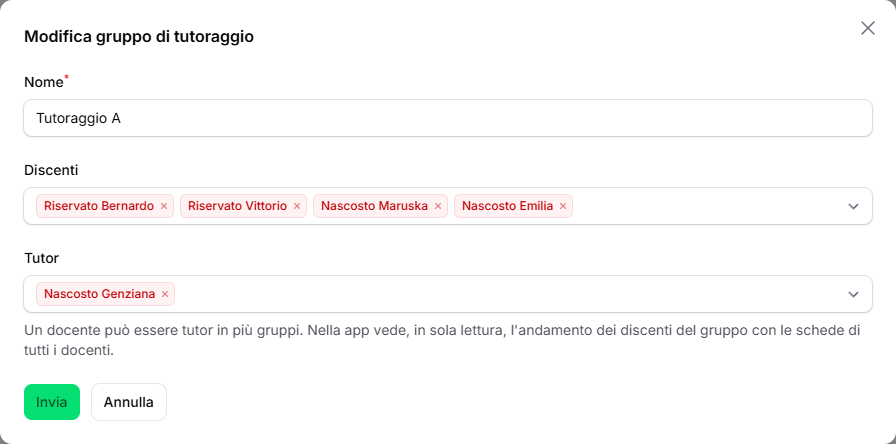 Modifica gruppo di tutoraggio
Nome*
Tutoraggio A
Discenti
Riservato Bernardo × Riservato Vittorio × Nascosto Maruska × Nascosto Emilia ×
Tutor
Nascosto Genziana ×
Un docente può essere tutor in più gruppi. Nella app vede, in sola lettura, l'andamento dei discenti del gruppo con le schede di
tutti i docenti.
Invia Annulla